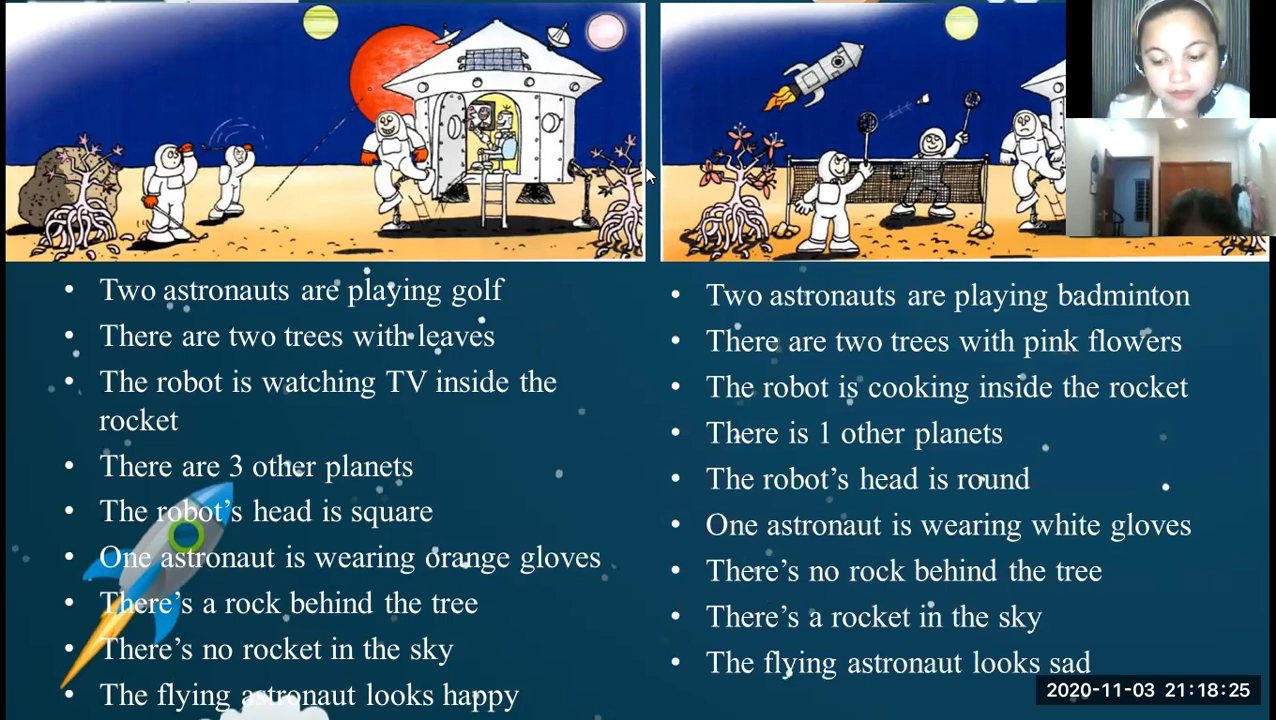 • Two astronauts are playing golf
• There are two trees with leaves
• The robot is watching TV inside the
rocket
• There are 3 other planets
• The robot's head is square
• One astronaut is wearing orange gloves
• There's a rock behind the tree
• There's no rocket in the sky
• The flying astronaut looks happy
• Two astronauts are playing badminton
• There are two trees with pink flowers
• The robot is cooking inside the rocket
• There is 1 other planets
• The robot's head is round
• One astronaut is wearing white gloves
• There's no rock behind the tree
• There's a rocket in the sky
• The flying astronaut looks sad
2020-11-03 21:18:25